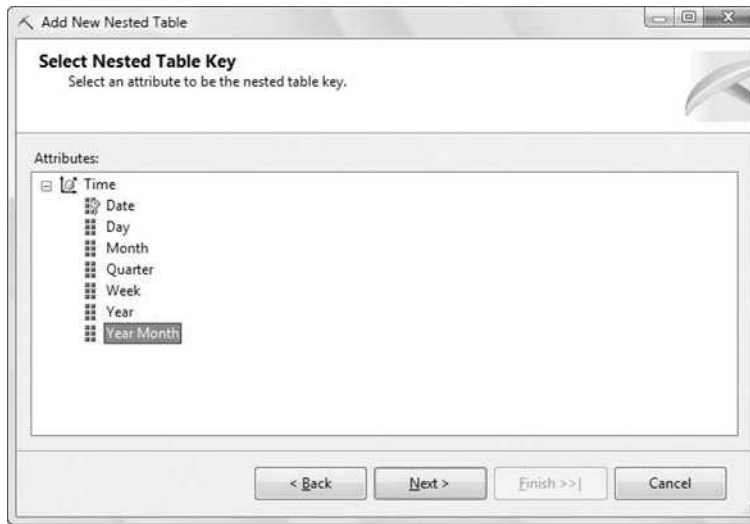 Add New Nested Table
Select Nested Table Key
Select an attribute to be the nested table key.
Attributes:
Time
Date
Day
Month
Quarter
Week
Year
Year Month
< Back
Next >
Finish >>|
Cancel